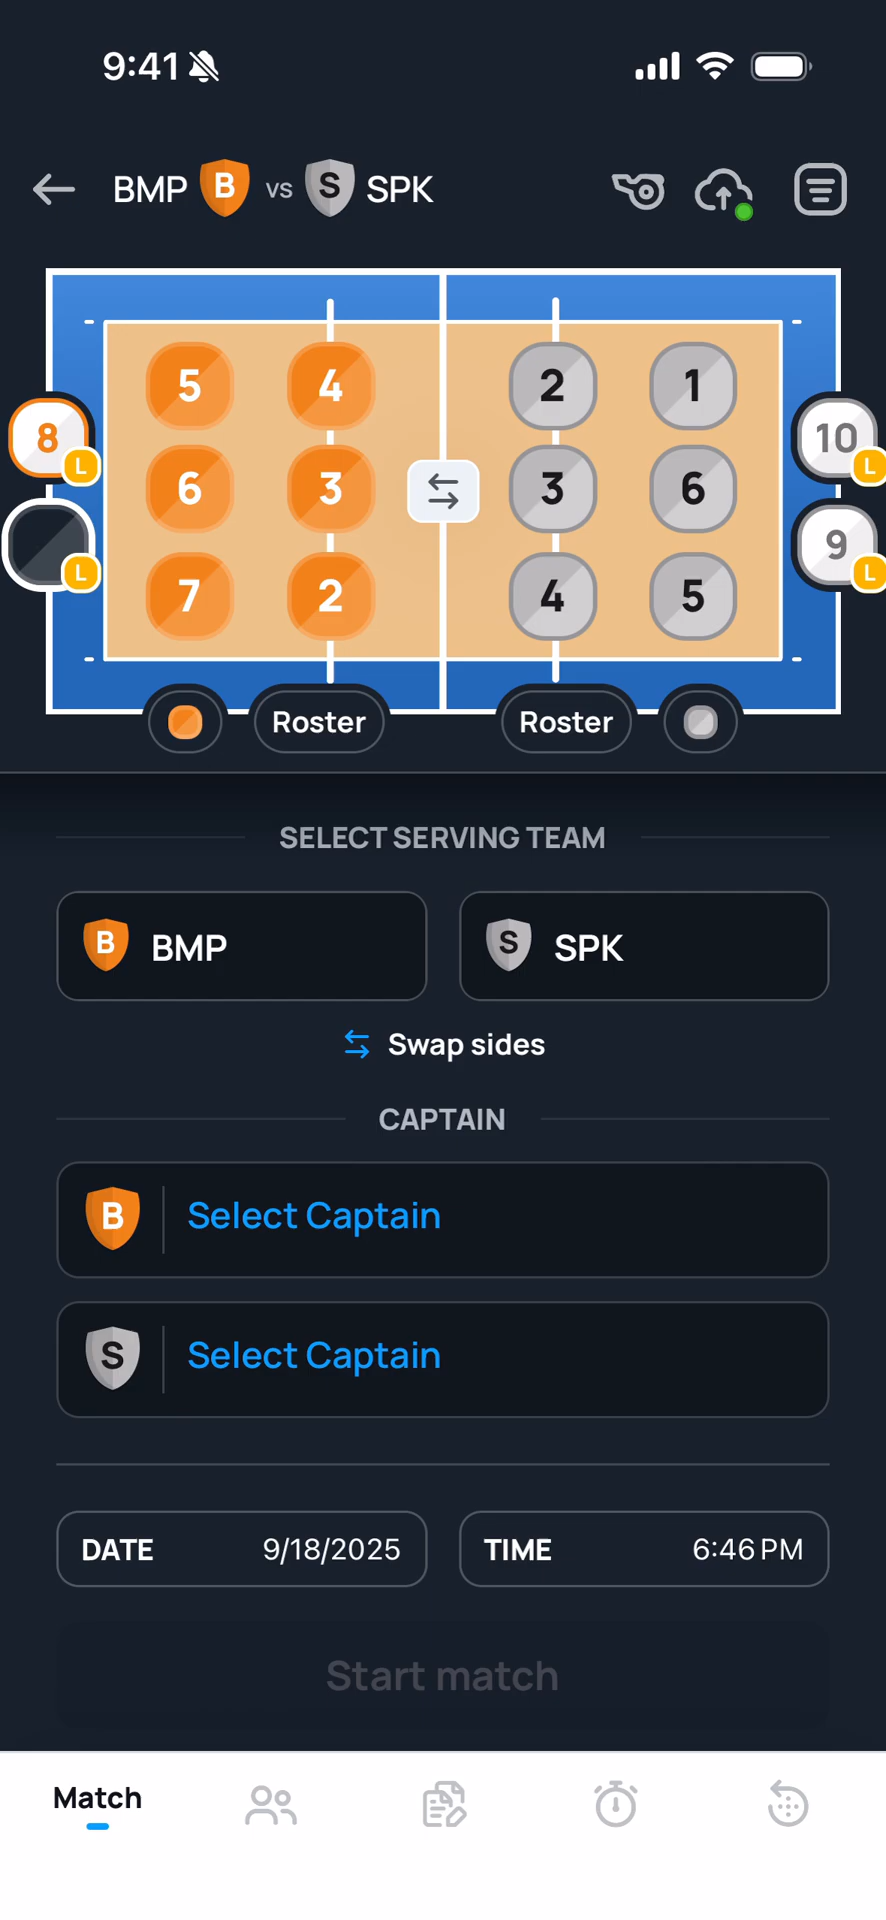 9:41
BMP B vs S SPK
5 4 2 1
8 L 10 L
6 3 3 6
L 9 L
7 2 4 5
Roster Roster
SELECT SERVING TEAM
B BMP S SPK
Swap sides
CAPTAIN
B Select Captain
S Select Captain
DATE 9/18/2025 TIME 6:46 PM
Start match
Match